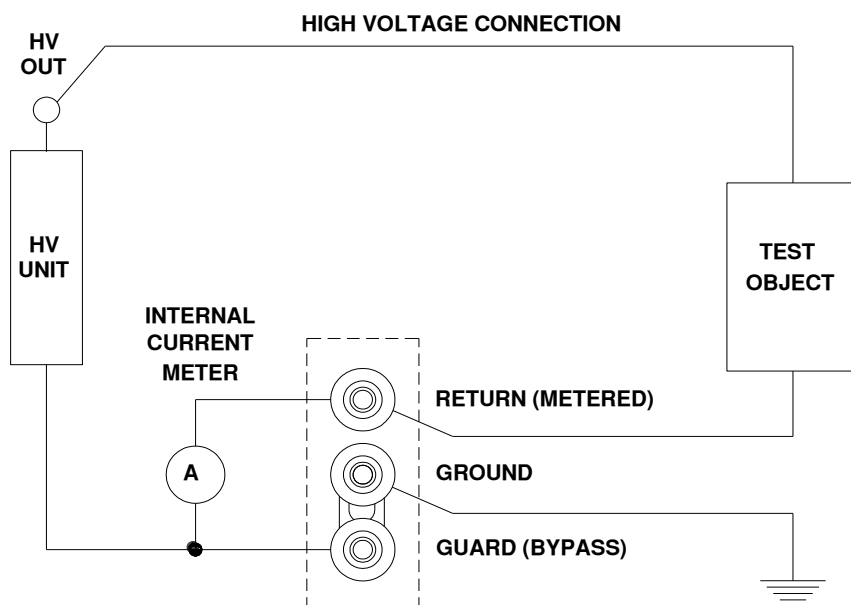 HIGH VOLTAGE CONNECTION
HV
OUT
HV
UNIT
TEST
OBJECT
INTERNAL
CURRENT
METER
RETURN (METERED)
A
GROUND
GUARD (BYPASS)